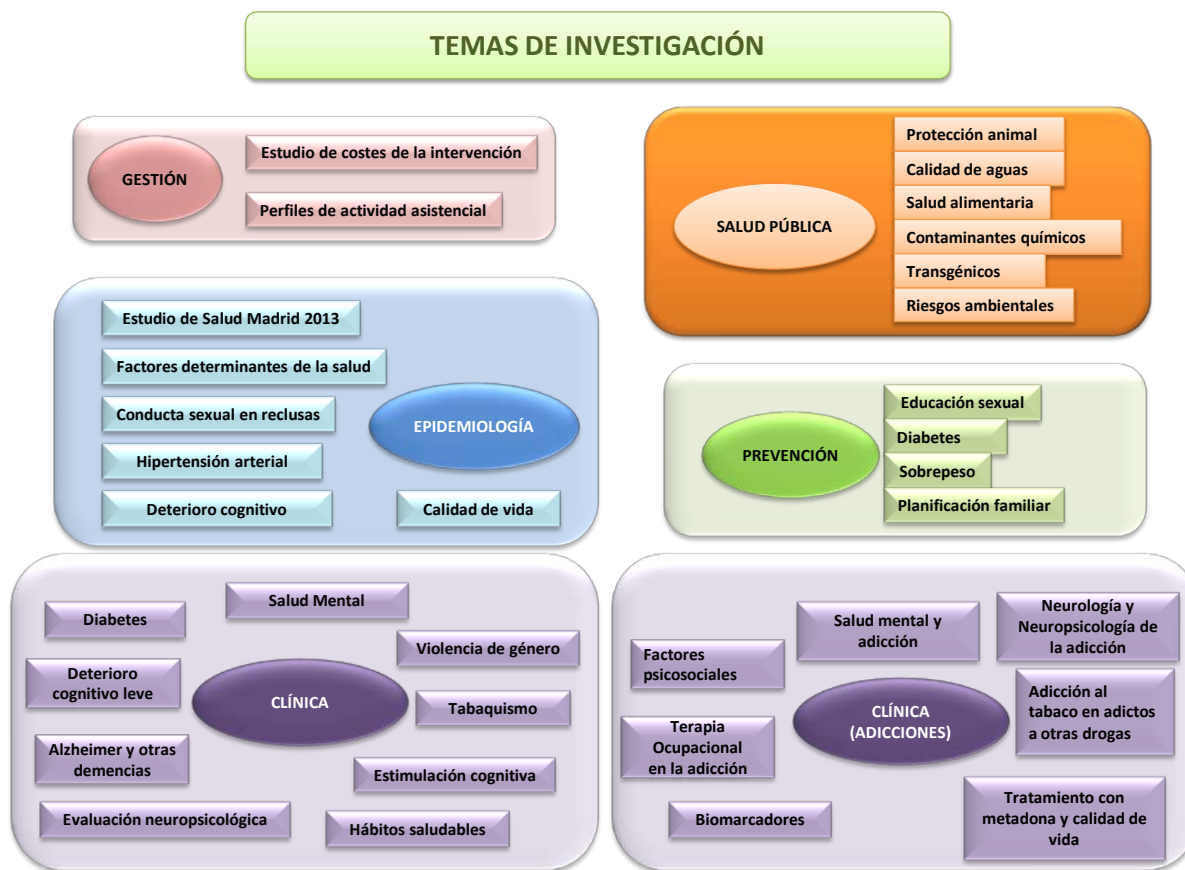 TEMAS DE INVESTIGACIÓN
GESTIÓN
Estudio de costes de la intervención
Perfiles de actividad asistencial
SALUD PÚBLICA
Protección animal
Calidad de aguas
Salud alimentaria
Contaminantes químicos
Transgénicos
Riesgos ambientales
Estudio de Salud Madrid 2013
Factores determinantes de la salud
Conducta sexual en reclusas
Hipertensión arterial
Deterioro cognitivo
EPIDEMIOLOGÍA
Calidad de vida
PREVENCIÓN
Educación sexual
Diabetes
Sobrepeso
Planificación familiar
Salud Mental
Diabetes
Violencia de género
Deterioro
cognitivo leve
CLÍNICA
Tabaquismo
Alzheimer y otras
demencias
Estimulación cognitiva
Evaluación neuropsicológica
Hábitos saludables
Salud mental y
adicción
Neurología y
Neuropsicología de
la adicción
Factores
psicosociales
CLÍNICA
(ADICCIONES)
Adicción al
tabaco en adictos
a otras drogas
Terapia
Ocupacional
en la adicción
Biomarcadores
Tratamiento con
metadona y calidad de
vida